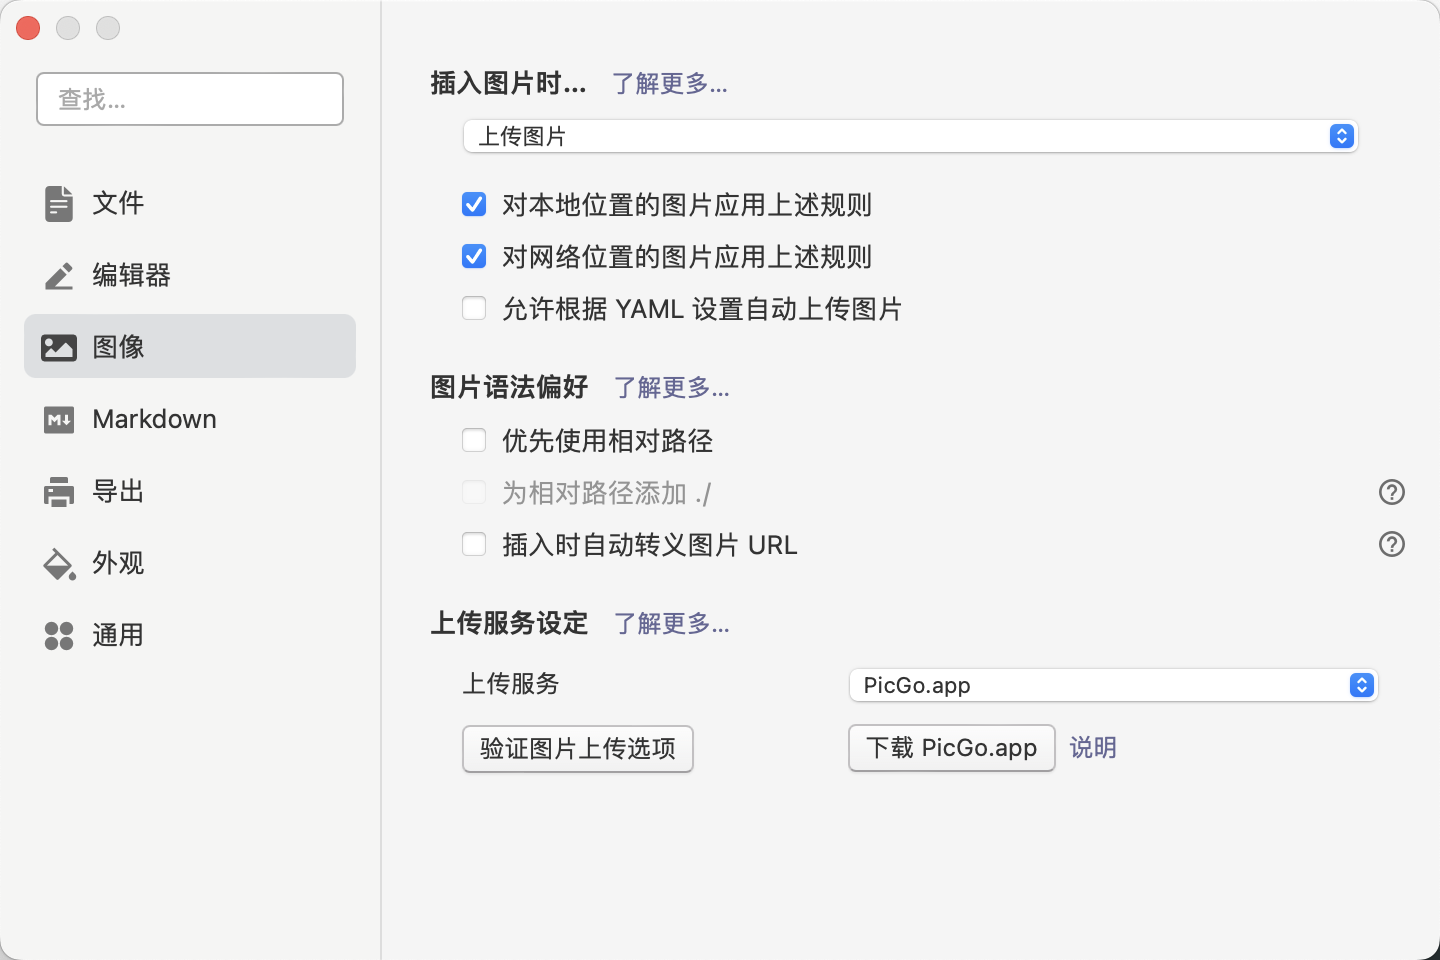 查找...
文件
编辑器
图像
Markdown
导出
外观
通用
插入图片时... 了解更多...
上传图片
对本地位置的图片应用上述规则
对网络位置的图片应用上述规则
允许根据 YAML 设置自动上传图片
图片语法偏好 了解更多...
优先使用相对路径
为相对路径添加 ./
插入时自动转义图片 URL
上传服务设定 了解更多...
上传服务 PicGo.app
验证图片上传选项 下载 PicGo.app 说明